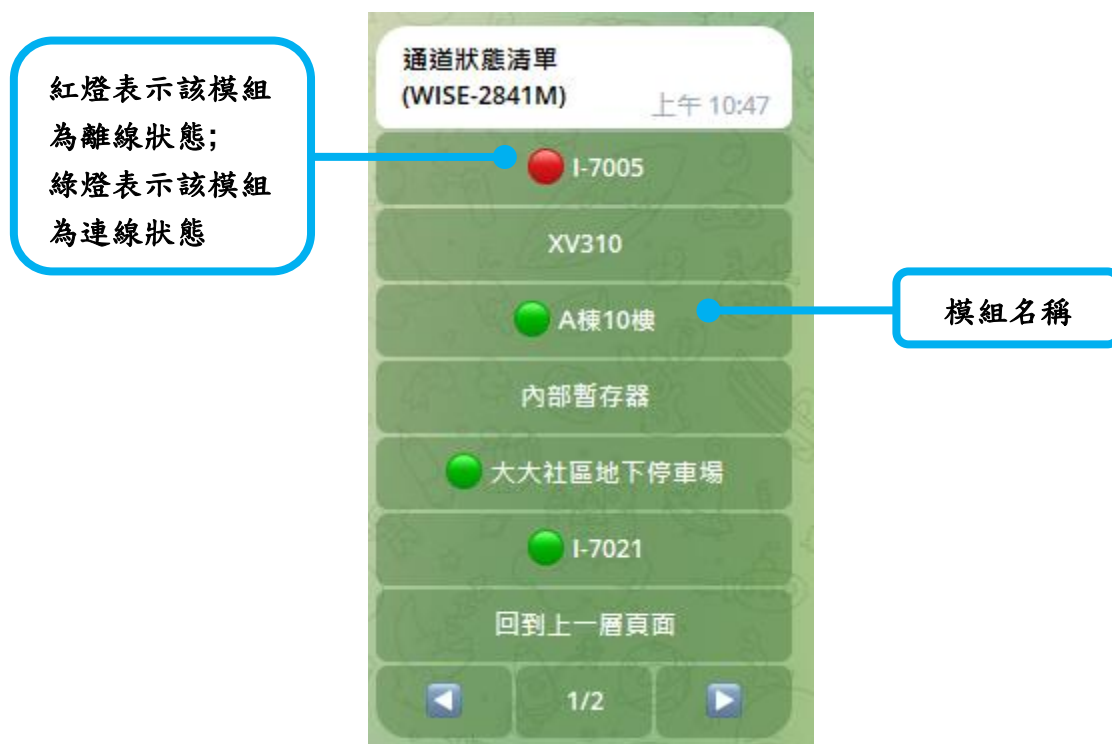 紅燈表示該模組
為離線狀態;
綠燈表示該模組
為連線狀態
通道狀態清單
(WISE-2841M)
上午 10:47
I-7005
XV310
A棟10樓
模組名稱
內部暫存器
大大社區地下停車場
I-7021
回到上一層頁面
1/2